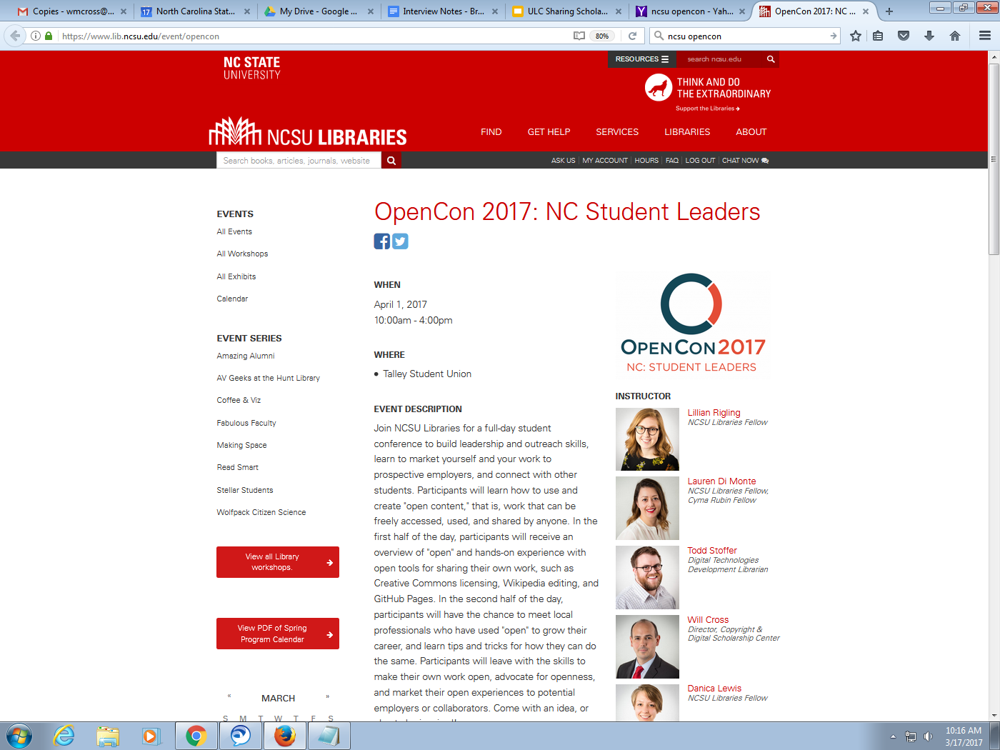 Copies - wmcross@...
17
North Carolina Stat...
My Drive - Google ...
Interview Notes - Br...
ULC Sharing Schola...
ncsu opencon - Yah...
OpenCon 2017: NC ...
https://www.lib.ncsu.edu/event/opencon
80%
ncsu opencon
NC STATE
UNIVERSITY
RESOURCES
search ncsu.edu
THINK AND DO
THE EXTRAORDINARY
Support the Libraries
NCSU LIBRARIES
FIND
GET HELP
SERVICES
LIBRARIES
ABOUT
Search books, articles, journals, website
ASK US
MY ACCOUNT
HOURS
FAQ
LOG OUT
CHAT NOW
EVENTS
All Events
All Workshops
All Exhibits
Calendar
EVENT SERIES
Amazing Alumni
AV Geeks at the Hunt Library
Coffee & Viz
Fabulous Faculty
Making Space
Read Smart
Stellar Students
Wolfpack Citizen Science
View all Library
workshops.
View PDF of Spring
Program Calendar
« MARCH »
S M T W T F S
OpenCon 2017: NC Student Leaders
WHEN
April 1, 2017
10:00am - 4:00pm
WHERE
Talley Student Union
EVENT DESCRIPTION
Join NCSU Libraries for a full-day student
conference to build leadership and outreach skills,
learn to market yourself and your work to
prospective employers, and connect with other
students. Participants will learn how to use and
create "open content," that is, work that can be
freely accessed, used, and shared by anyone. In the
first half of the day, participants will receive an
overview of "open" and hands-on experience with
open tools for sharing their own work, such as
Creative Commons licensing, Wikipedia editing, and
GitHub Pages. In the second half of the day,
participants will have the chance to meet local
professionals who have used "open" to grow their
career, and learn tips and tricks for how they can do
the same. Participants will leave with the skills to
make their own work open, advocate for openness,
and market their open experiences to potential
employers or collaborators. Come with an idea, or
OPENCON2017
NC: STUDENT LEADERS
INSTRUCTOR
Lillian Rigling
NCSU Libraries Fellow
Lauren Di Monte
NCSU Libraries Fellow,
Cyma Rubin Fellow
Todd Stoffer
Digital Technologies
Development Librarian
Will Cross
Director, Copyright &
Digital Scholarship Center
Danica Lewis
NCSU Libraries Fellow
10:16 AM
3/17/2017